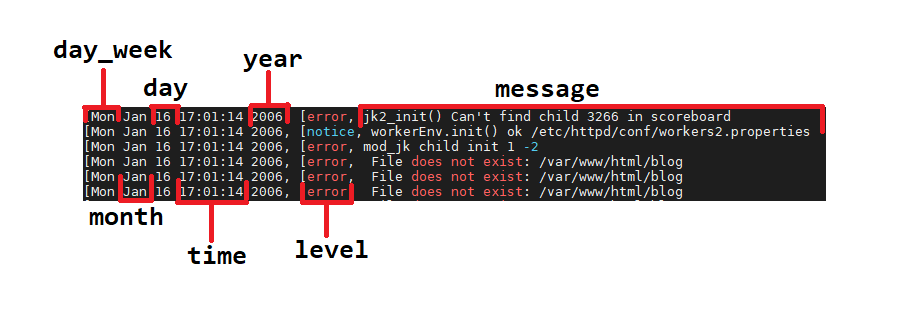 day_week
day
year
message
[Mon Jan 16 17:01:14 2006, [error, jk2_init() Can't find child 3266 in scoreboard
[Mon Jan 16 17:01:14 2006, [notice, workerEnv.init() ok /etc/httpd/conf/workers2.properties
[Mon Jan 16 17:01:14 2006, [error, mod_jk child init 1 -2
[Mon Jan 16 17:01:14 2006, [error, File does not exist: /var/www/html/blog
[Mon Jan 16 17:01:14 2006, [error, File does not exist: /var/www/html/blog
[Mon Jan 16 17:01:14 2006, [error, File does not exist: /var/www/html/blog
month
time
level